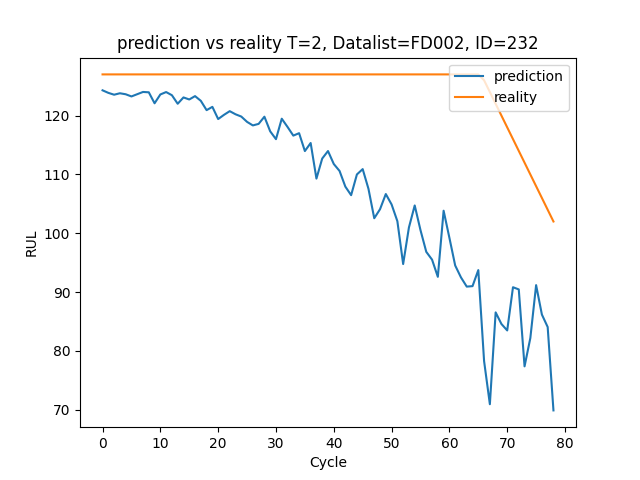 prediction vs reality T=2, Datalist=FD002, ID=232
prediction
reality
RUL
120
110
100
90
80
70
0 10 20 30 40 50 60 70 80
Cycle